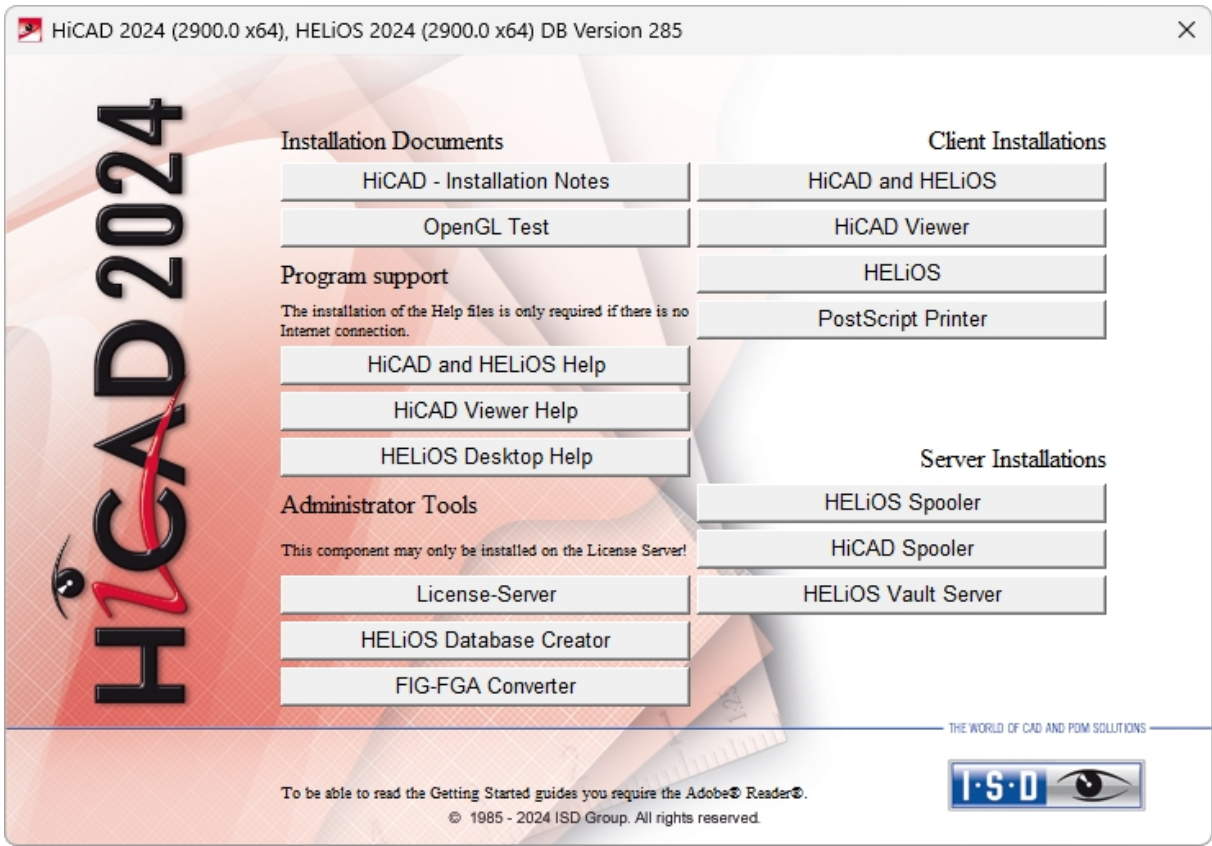 HiCAD 2024 (2900.0 x64), HELiOS 2024 (2900.0 x64) DB Version 285
HiCAD 2024
Installation Documents
HiCAD - Installation Notes
OpenGL Test
Program support
The installation of the Help files is only required if there is no
Internet connection.
HiCAD and HELiOS Help
HiCAD Viewer Help
HELiOS Desktop Help
Administrator Tools
This component may only be installed on the License Server!
License-Server
HELiOS Database Creator
FIG-FGA Converter
Client Installations
HiCAD and HELiOS
HiCAD Viewer
HELiOS
PostScript Printer
Server Installations
HELiOS Spooler
HiCAD Spooler
HELiOS Vault Server
THE WORLD OF CAD AND PDM SOLUTIONS
I·S·D
To be able to read the Getting Started guides you require the Adobe® Reader®.
© 1985 - 2024 ISD Group. All rights reserved.